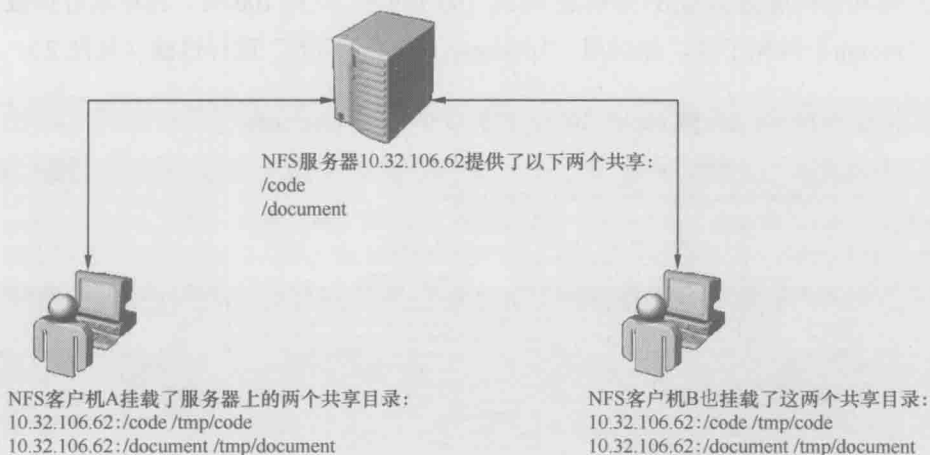 NFS服务器10.32.106.62提供了以下两个共享：
/code
/document
NFS客户机A挂载了服务器上的两个共享目录：
10.32.106.62:/code /tmp/code
10.32.106.62:/document /tmp/document
NFS客户机B也挂载了这两个共享目录：
10.32.106.62:/code /tmp/code
10.32.106.62:/document /tmp/document